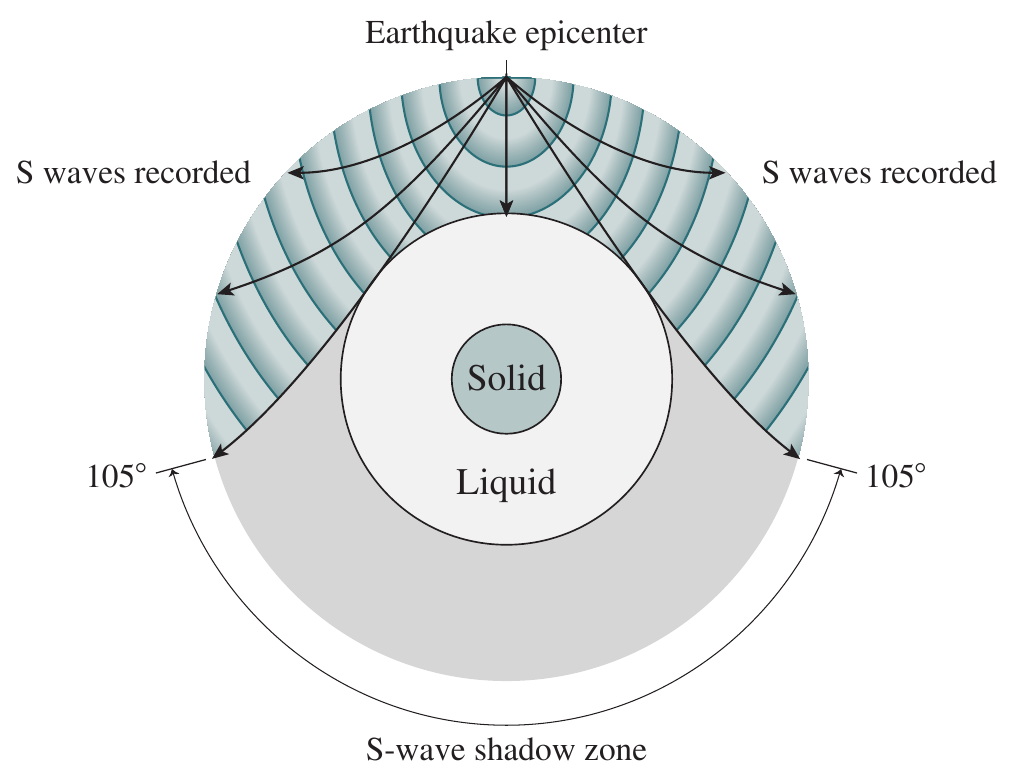 Earthquake epicenter
S waves recorded
S waves recorded
Solid
Liquid
105°
105°
S-wave shadow zone